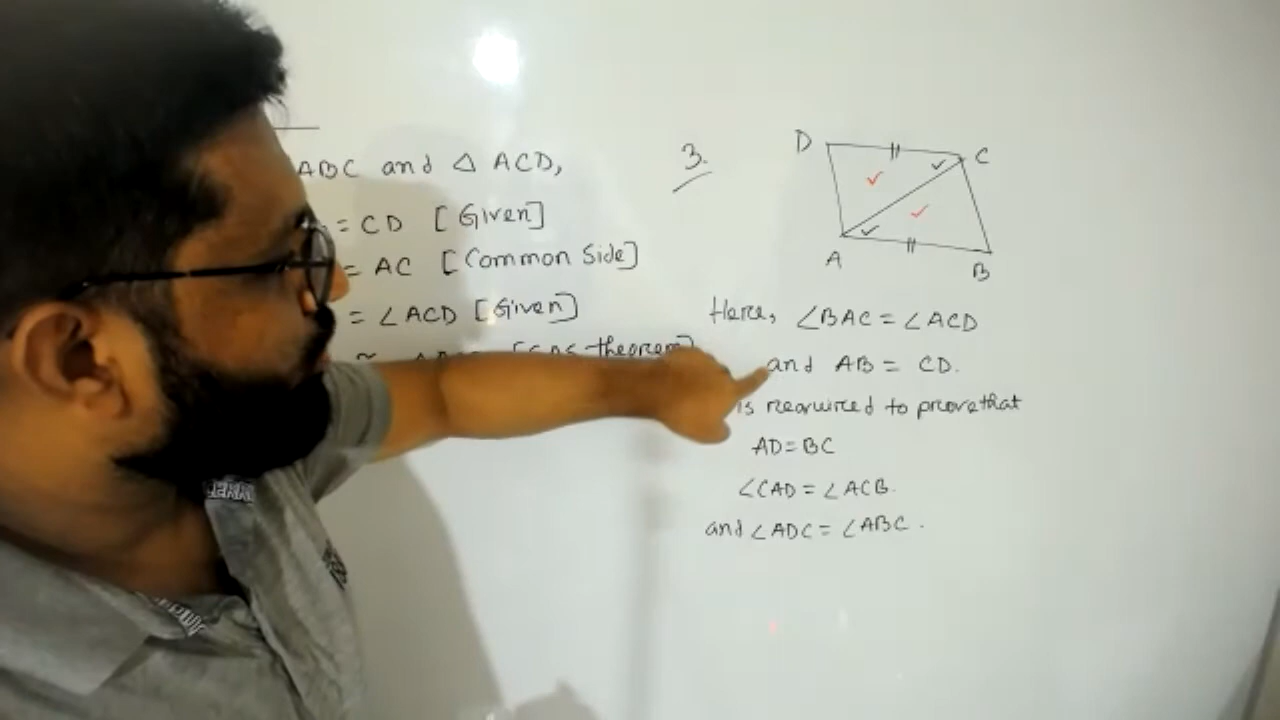 ABC and △ ACD,
= CD [Given]
= AC [Common Side]
= ∠ACD [Given]
theorem]
3.
D
C
A
B
Here, ∠BAC = ∠ACD
and AB = CD.
is required to prove that
AD = BC
∠CAD = ∠ACB.
and ∠ADC = ∠ABC.